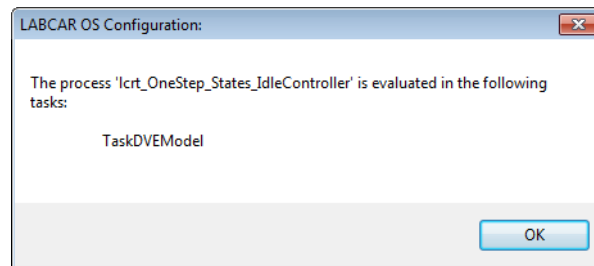 LABCAR OS Configuration:
The process 'lcrt_OneStep_States_IdleController' is evaluated in the following
tasks:
TaskDVEModel
OK